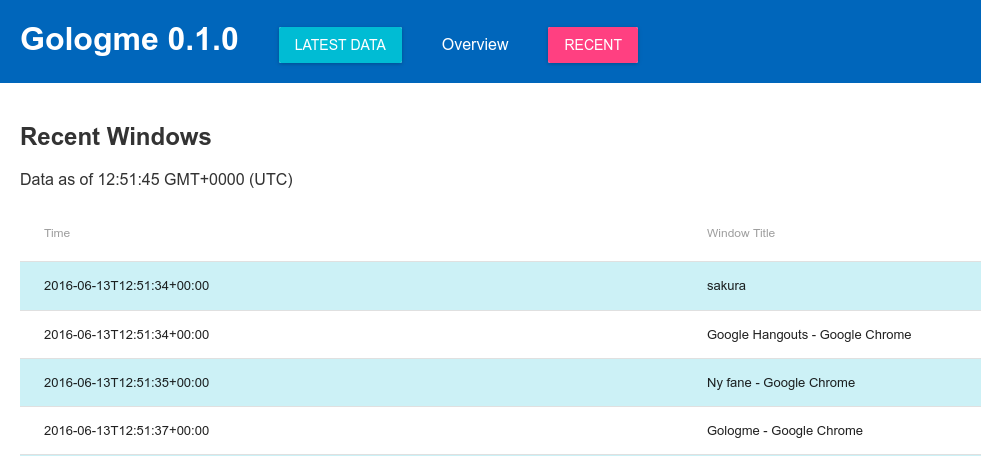 Gologme 0.1.0 LATEST DATA Overview RECENT
Recent Windows
Data as of 12:51:45 GMT+0000 (UTC)
Time Window Title
2016-06-13T12:51:34+00:00 sakura
2016-06-13T12:51:34+00:00 Google Hangouts - Google Chrome
2016-06-13T12:51:35+00:00 Ny fane - Google Chrome
2016-06-13T12:51:37+00:00 Gologme - Google Chrome